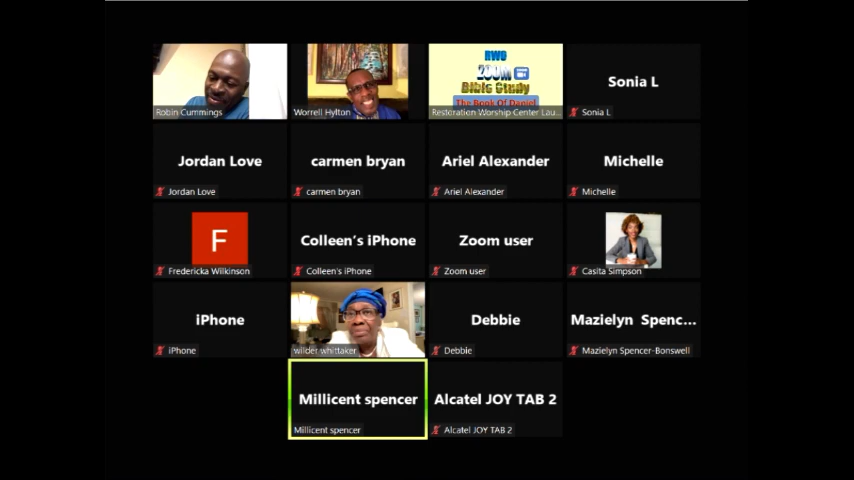 Robin Cummings
Worrell Hylton
RWC
ZOOM
Bible Study
The Book Of Daniel
Restoration Worship Center Lau...
Sonia L
Sonia L
Jordan Love
Jordan Love
carmen bryan
carmen bryan
Ariel Alexander
Ariel Alexander
Michelle
Michelle
F
Fredericka Wilkinson
Colleen's iPhone
Colleen's iPhone
Zoom user
Zoom user
Casita Simpson
iPhone
iPhone
wilder whittaker
Debbie
Debbie
Mazielyn Spenc...
Mazielyn Spencer-Bonswell
Millicent spencer
Millicent spencer
Alcatel JOY TAB 2
Alcatel JOY TAB 2